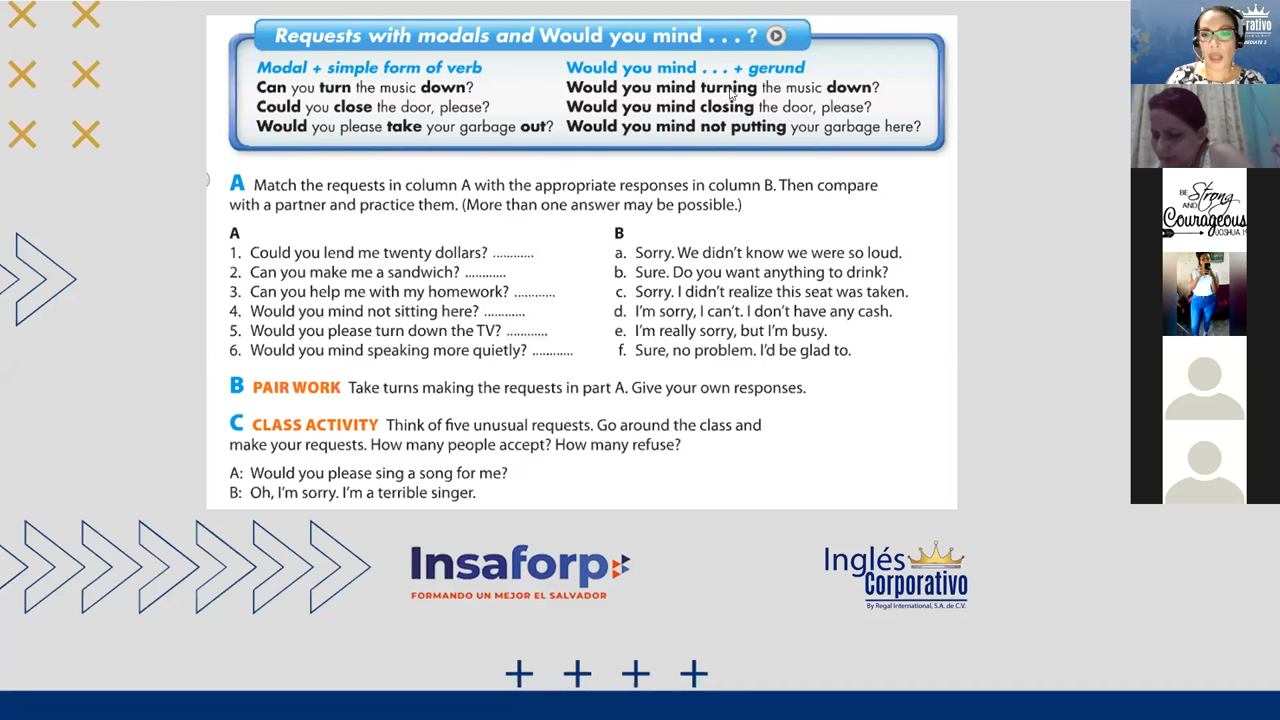 Requests with modals and Would you mind . . . ?
Modal + simple form of verb
Can you turn the music down?
Could you close the door, please?
Would you please take your garbage out?
Would you mind . . . + gerund
Would you mind turning the music down?
Would you mind closing the door, please?
Would you mind not putting your garbage here?
A Match the requests in column A with the appropriate responses in column B. Then compare
with a partner and practice them. (More than one answer may be possible.)
A
1. Could you lend me twenty dollars? ............
2. Can you make me a sandwich? ............
3. Can you help me with my homework? ............
4. Would you mind not sitting here? ............
5. Would you please turn down the TV? ............
6. Would you mind speaking more quietly? ............
B
a. Sorry. We didn't know we were so loud.
b. Sure. Do you want anything to drink?
c. Sorry. I didn't realize this seat was taken.
d. I'm sorry, I can't. I don't have any cash.
e. I'm really sorry, but I'm busy.
f. Sure, no problem. I'd be glad to.
B PAIR WORK Take turns making the requests in part A. Give your own responses.
C CLASS ACTIVITY Think of five unusual requests. Go around the class and
make your requests. How many people accept? How many refuse?
A: Would you please sing a song for me?
B: Oh, I'm sorry. I'm a terrible singer.
Insaforp
FORMANDO UN MEJOR EL SALVADOR
Inglés
Corporativo
By Regal International, S.A. de C.V.
BE
Strong
AND
Courageous